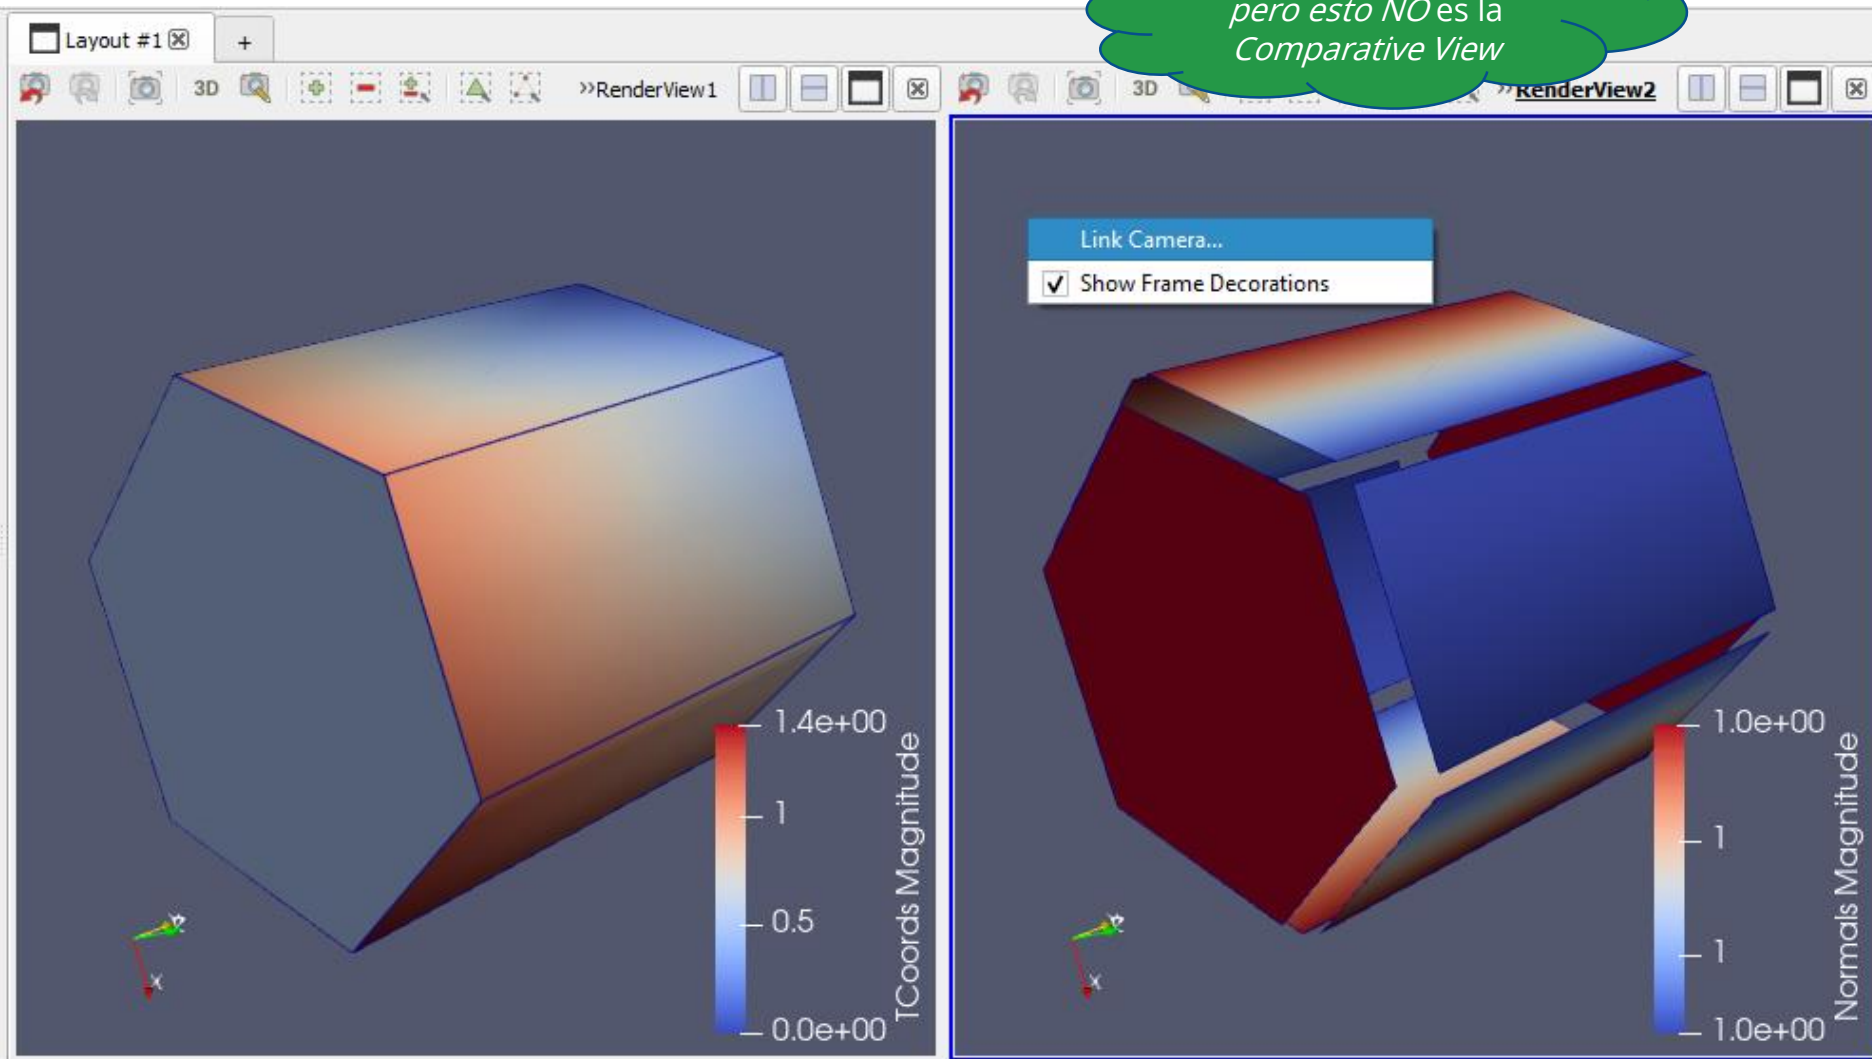 pero esto NO es la
Comparative View
Layout #1
+
3D
»RenderView1
3D
»RenderView2
Link Camera...
Show Frame Decorations
1.4e+00
1
0.5
0.0e+00
TCoords Magnitude
X
1.0e+00
1
1
1.0e+00
Normals Magnitude
X